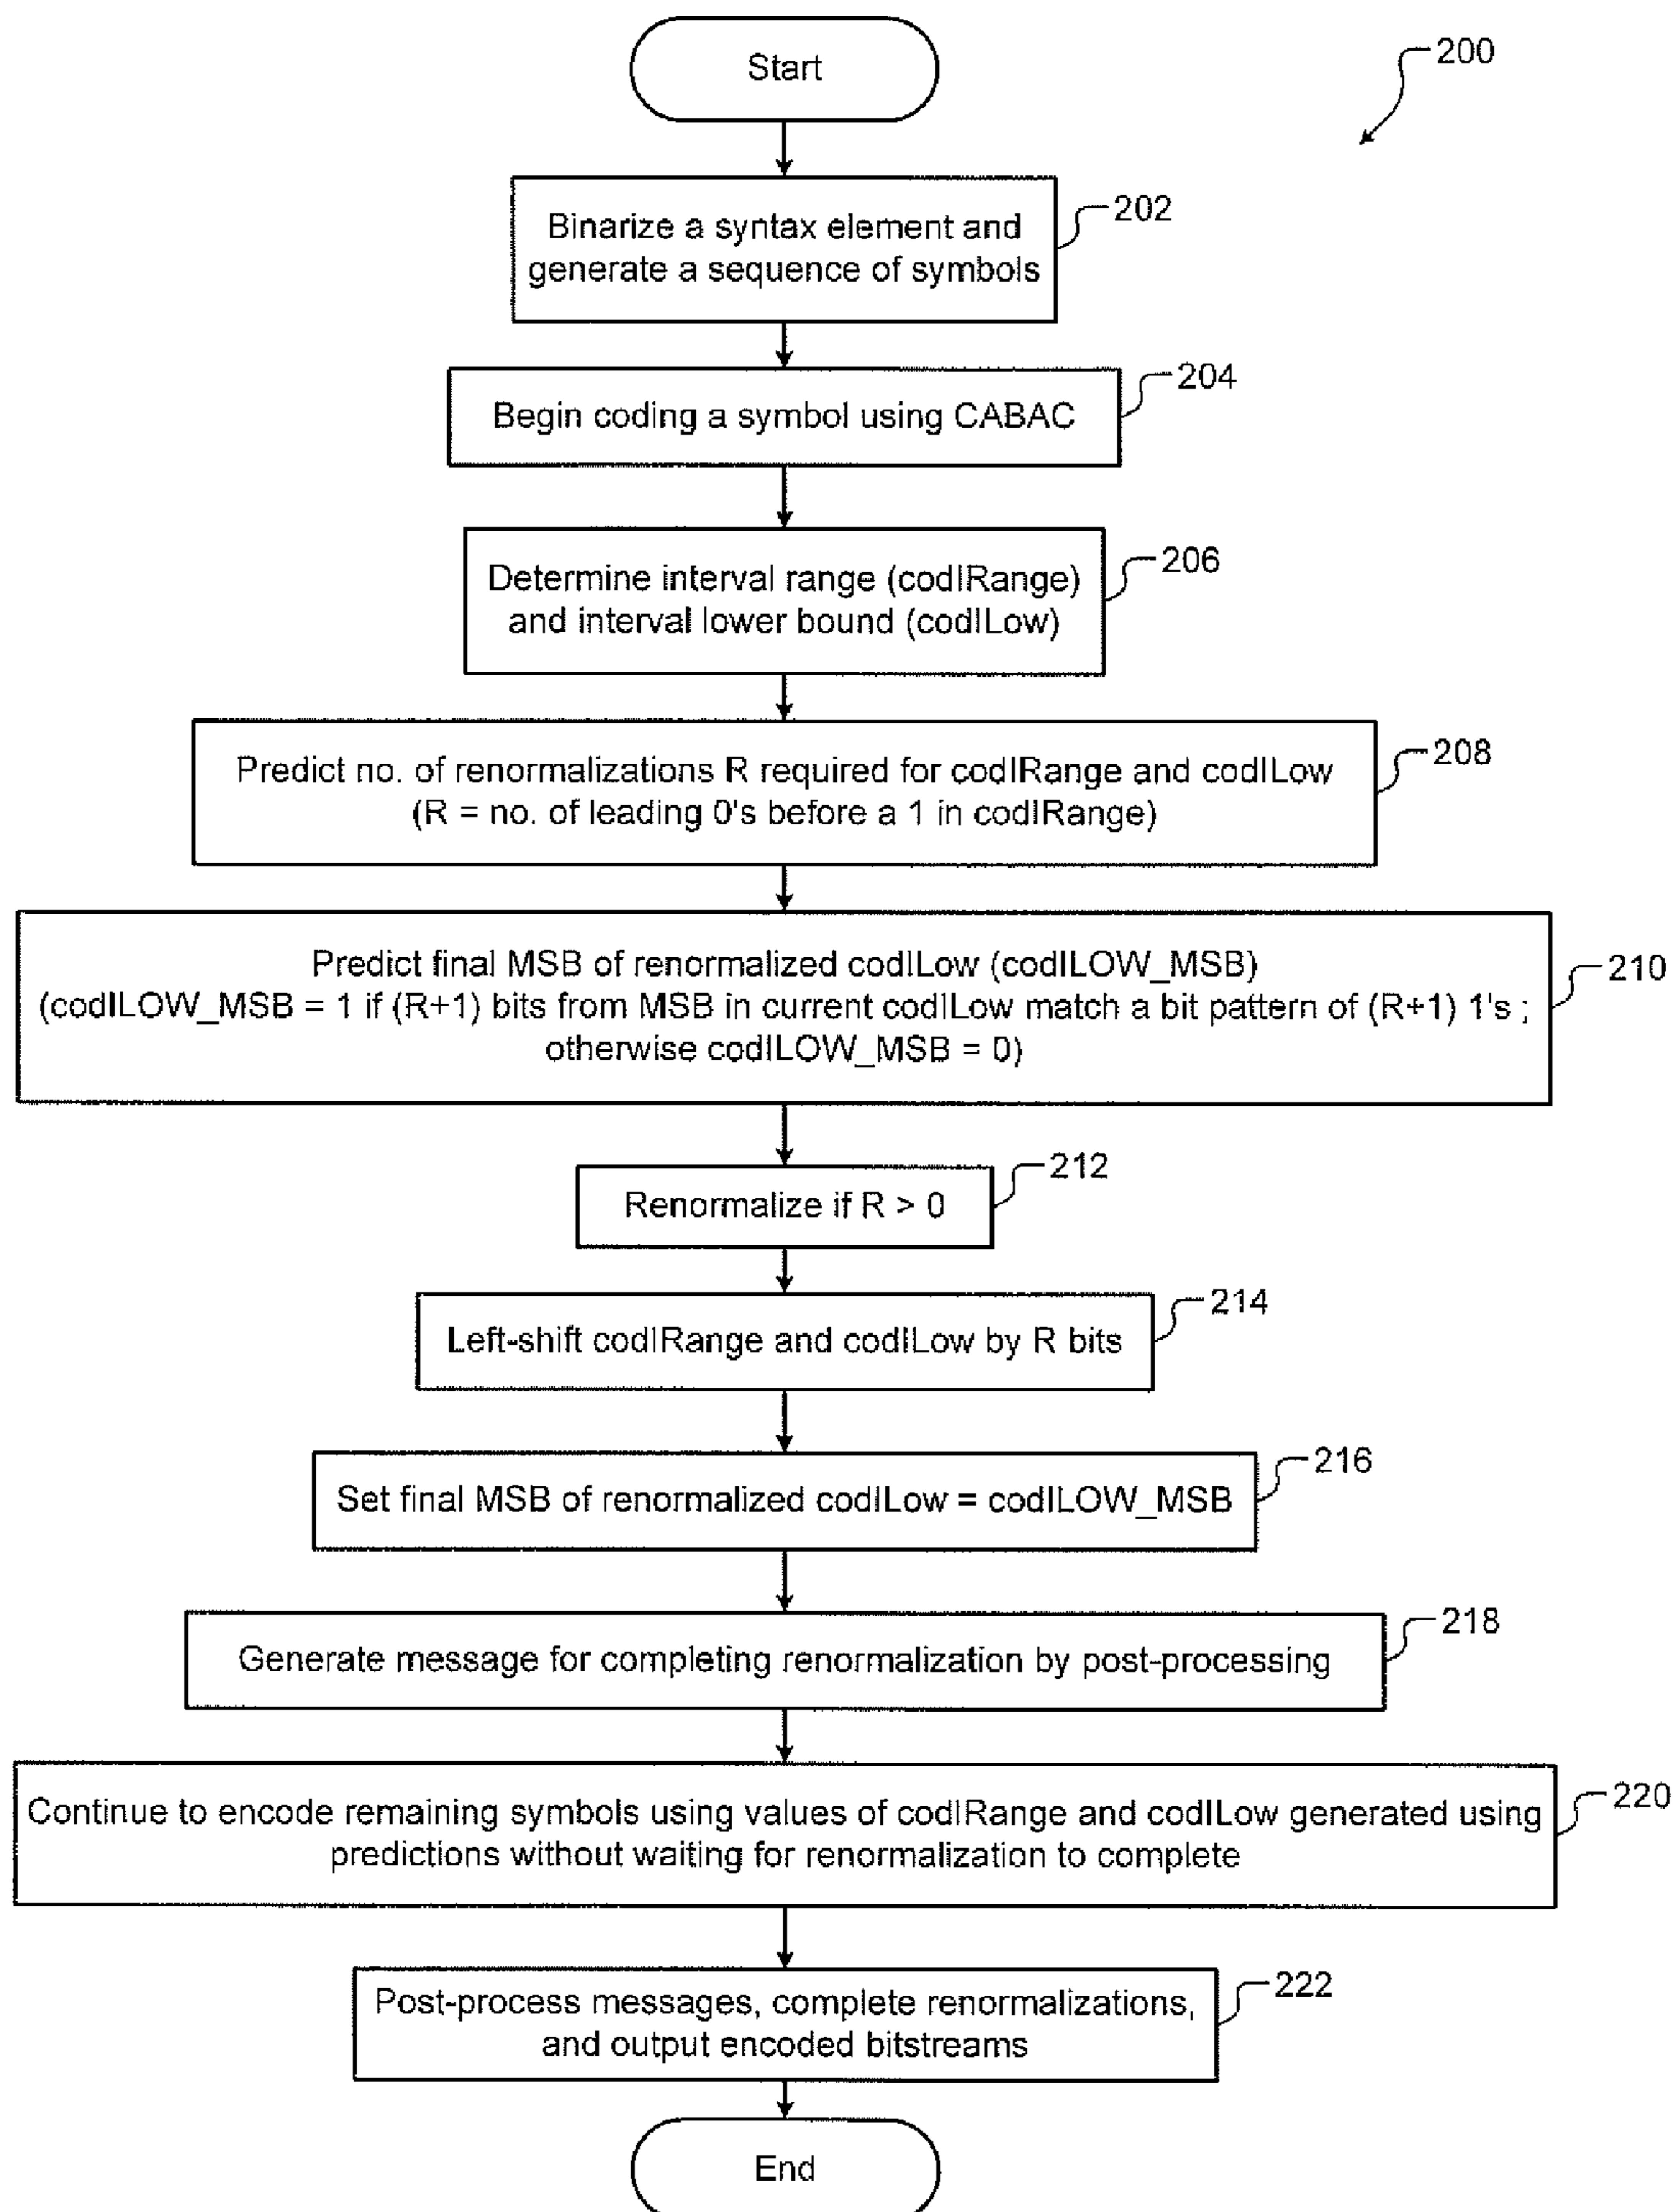 Start
200
Binarize a syntax element and
generate a sequence of symbols
202
Begin coding a symbol using CABAC
204
Determine interval range (codIRange)
and interval lower bound (codILow)
206
Predict no. of renormalizations R required for codIRange and codILow
(R = no. of leading 0's before a 1 in codIRange)
208
Predict final MSB of renormalized codILow (codILOW_MSB)
(codILOW_MSB = 1 if (R+1) bits from MSB in current codILow match a bit pattern of (R+1) 1's ;
otherwise codILOW_MSB = 0)
210
Renormalize if R > 0
212
Left-shift codIRange and codILow by R bits
214
Set final MSB of renormalized codILow = codILOW_MSB
216
Generate message for completing renormalization by post-processing
218
Continue to encode remaining symbols using values of codIRange and codILow generated using
predictions without waiting for renormalization to complete
220
Post-process messages, complete renormalizations,
and output encoded bitstreams
222
End